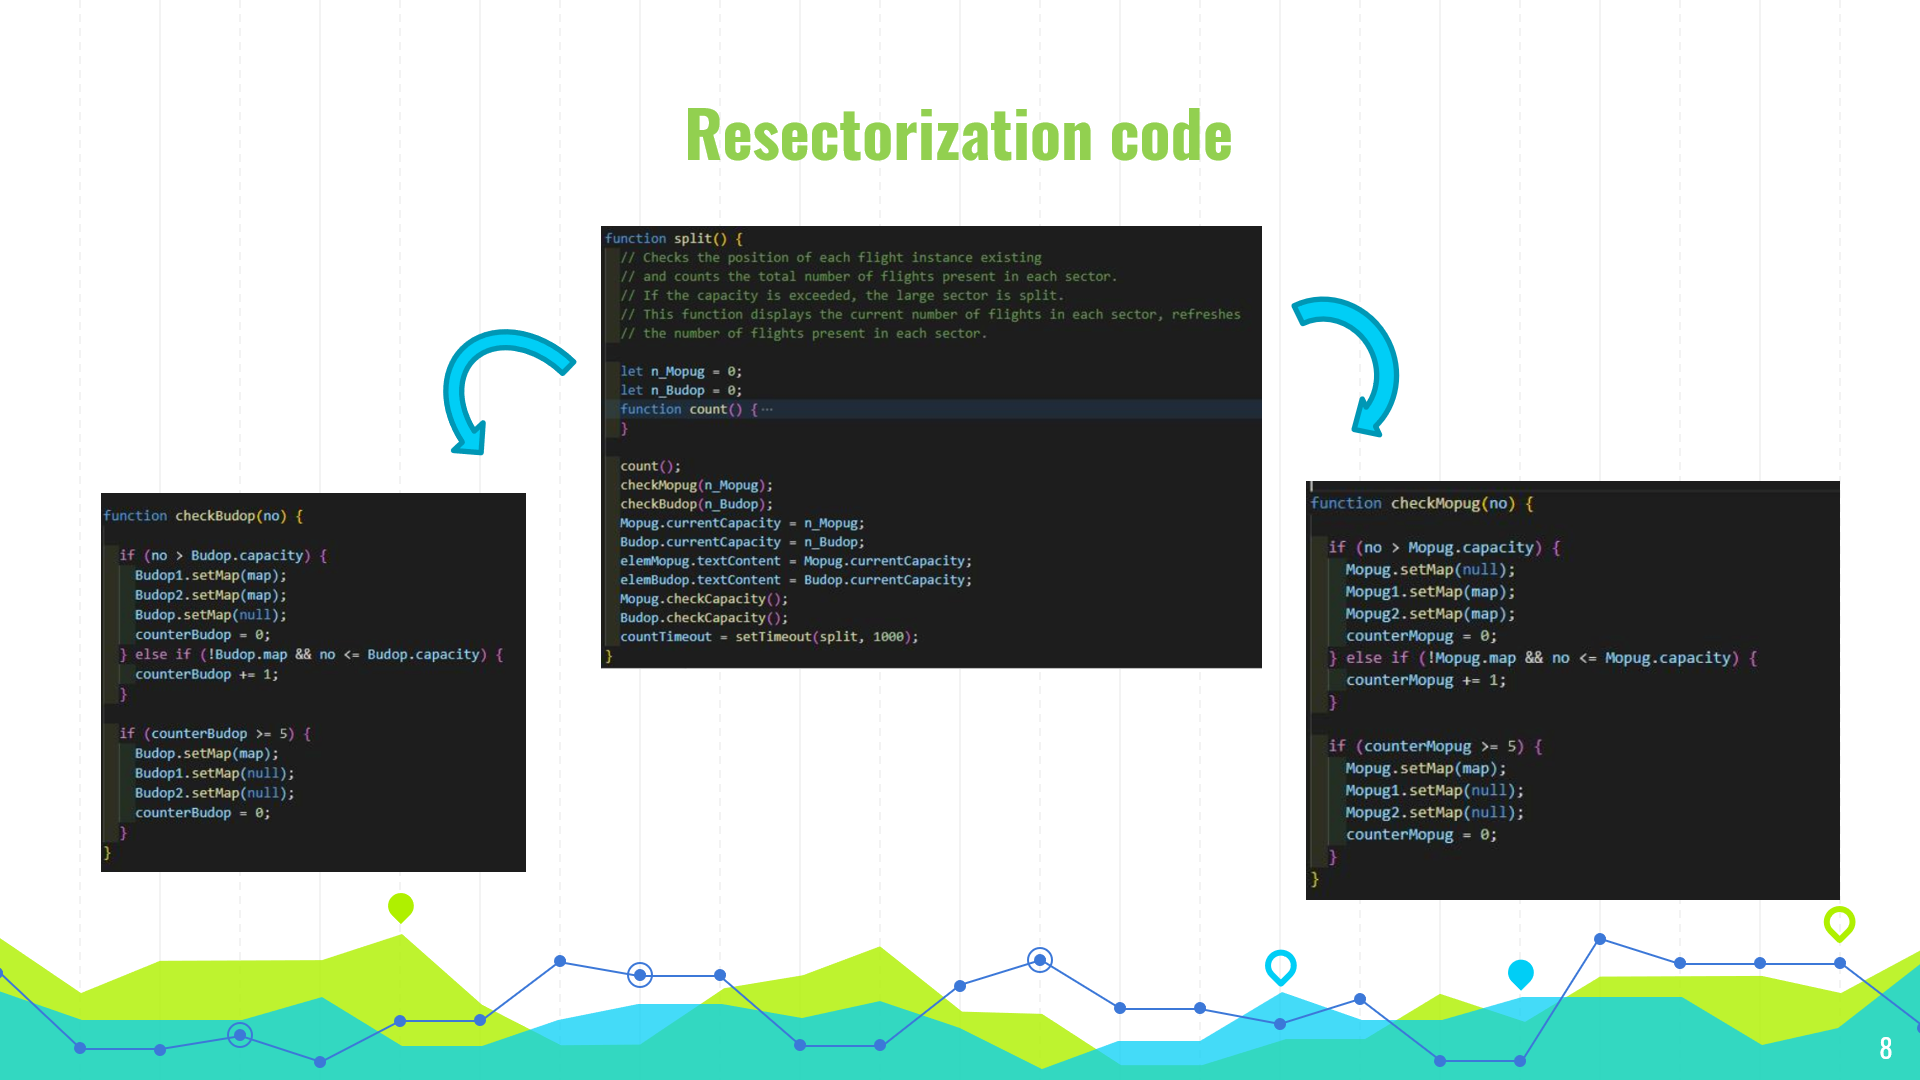 Resectorization code
function split() {
// Checks the position of each flight instance existing
// and counts the total number of flights present in each sector.
// If the capacity is exceeded, the large sector is split.
// This function displays the current number of flights in each sector, refreshes
// the number of flights present in each sector.
let n_Mopug = 0;
let n_Budop = 0;
function count() { ···
}
count();
checkMopug(n_Mopug);
checkBudop(n_Budop);
Mopug.currentCapacity = n_Mopug;
Budop.currentCapacity = n_Budop;
elemMopug.textContent = Mopug.currentCapacity;
elemBudop.textContent = Budop.currentCapacity;
Mopug.checkCapacity();
Budop.checkCapacity();
countTimeout = setTimeout(split, 1000);
}
function checkBudop(no) {
if (no > Budop.capacity) {
Budop1.setMap(map);
Budop2.setMap(map);
Budop.setMap(null);
counterBudop = 0;
} else if (!Budop.map && no <= Budop.capacity) {
counterBudop += 1;
}
if (counterBudop >= 5) {
Budop.setMap(map);
Budop1.setMap(null);
Budop2.setMap(null);
counterBudop = 0;
}
}
function checkMopug(no) {
if (no > Mopug.capacity) {
Mopug.setMap(null);
Mopug1.setMap(map);
Mopug2.setMap(map);
counterMopug = 0;
} else if (!Mopug.map && no <= Mopug.capacity) {
counterMopug += 1;
}
if (counterMopug >= 5) {
Mopug.setMap(map);
Mopug1.setMap(null);
Mopug2.setMap(null);
counterMopug = 0;
}
}
8